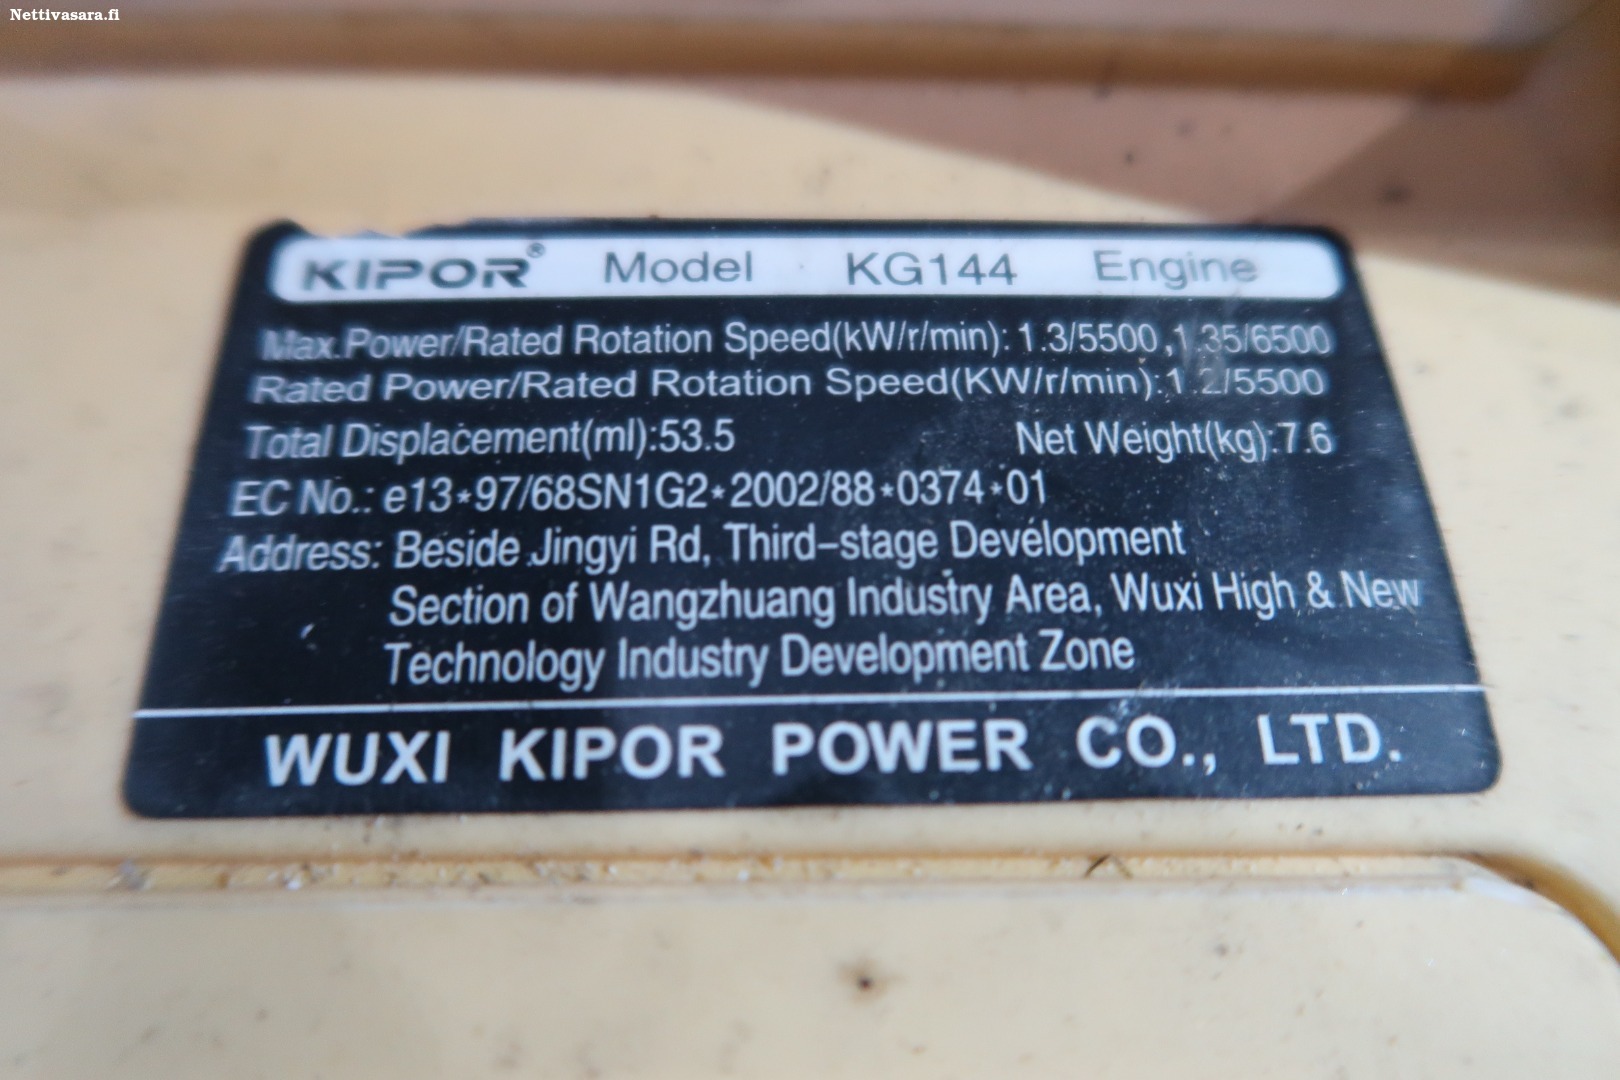 Nettivasara.fi
KIPOR® Model KG144 Engine
Max.Power/Rated Rotation Speed(kW/r/min): 1.3/5500,1.35/6500
Rated Power/Rated Rotation Speed(KW/r/min):1.2/5500
Total Displacement(ml):53.5 Net Weight(kg):7.6
EC No.: e13*97/68SN1G2*2002/88*0374*01
Address: Beside Jingyi Rd, Third-stage Development
Section of Wangzhuang Industry Area, Wuxi High & New
Technology Industry Development Zone
WUXI KIPOR POWER CO., LTD.